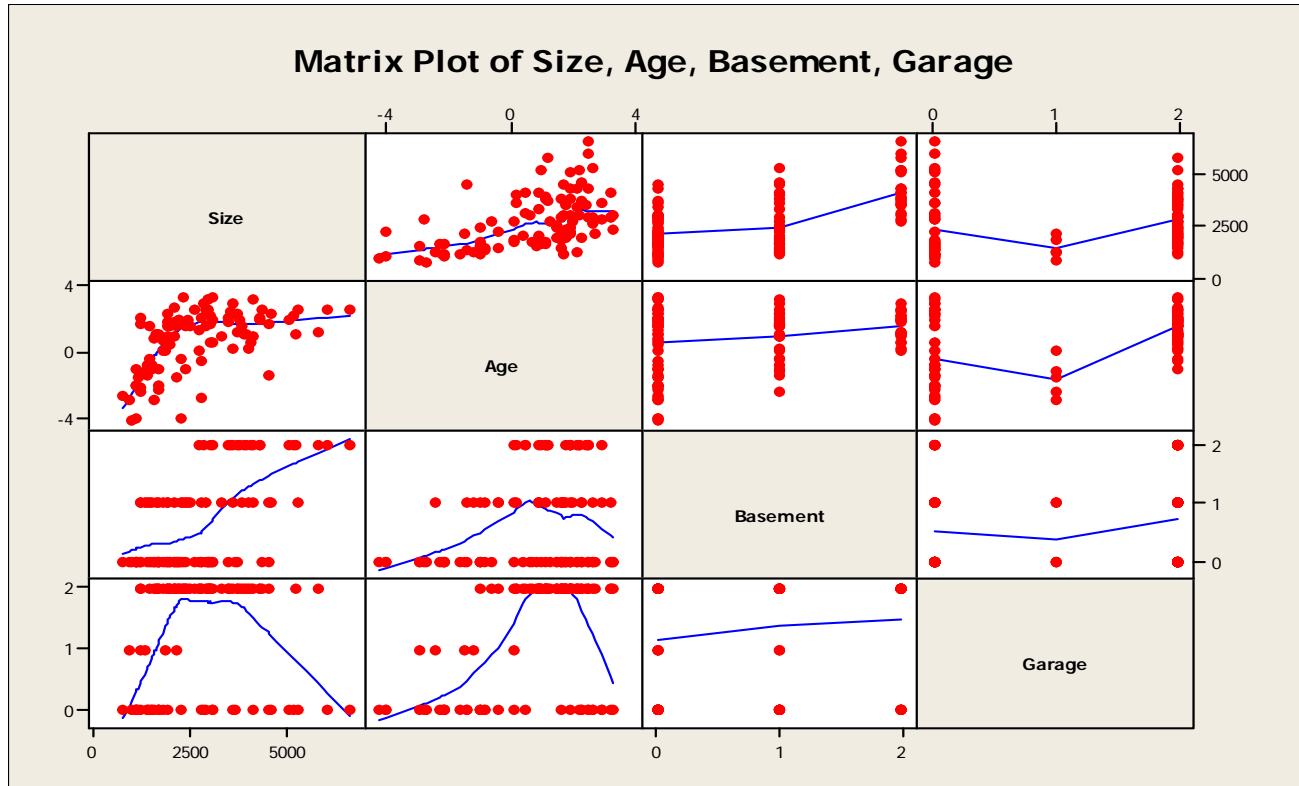 Matrix Plot of Size, Age, Basement, Garage
-4 0 4 0 1 2
Size
5000
2500
0
4
0
-4
Age
Basement
2
1
0
2
1
0
Garage
0 2500 5000 0 1 2